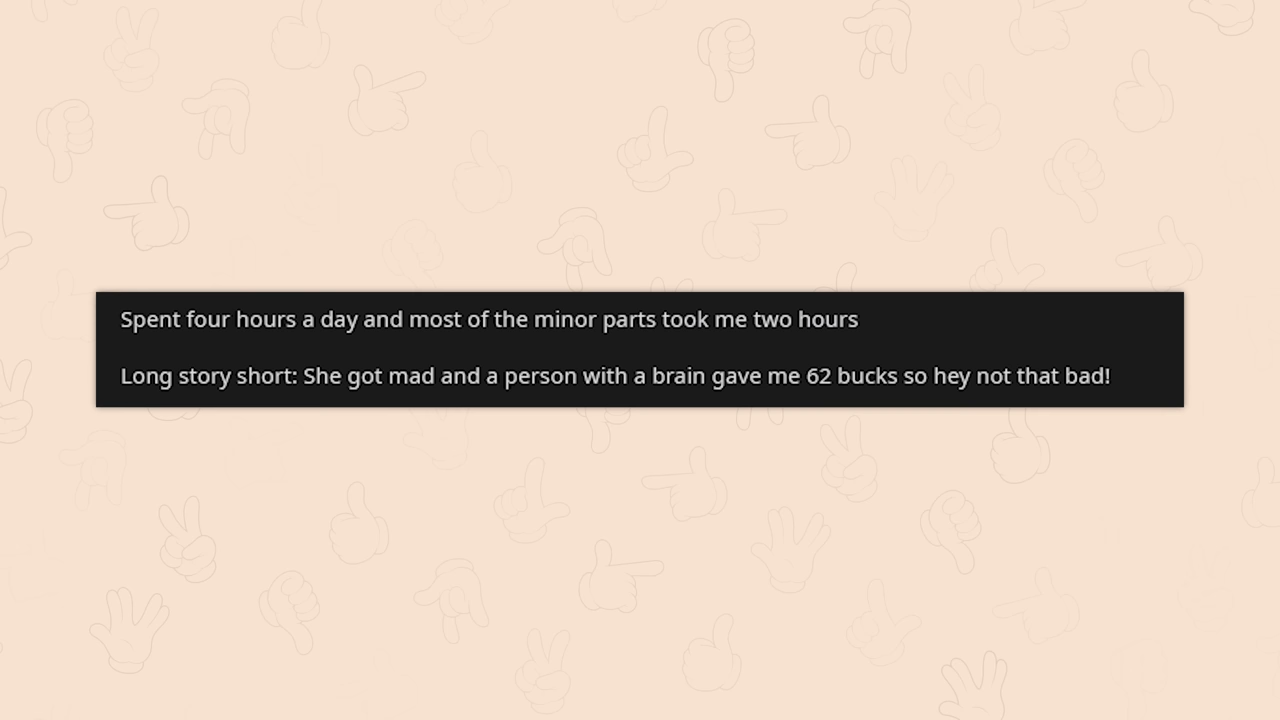 Spent four hours a day and most of the minor parts took me two hours
Long story short: She got mad and a person with a brain gave me 62 bucks so hey not that bad!